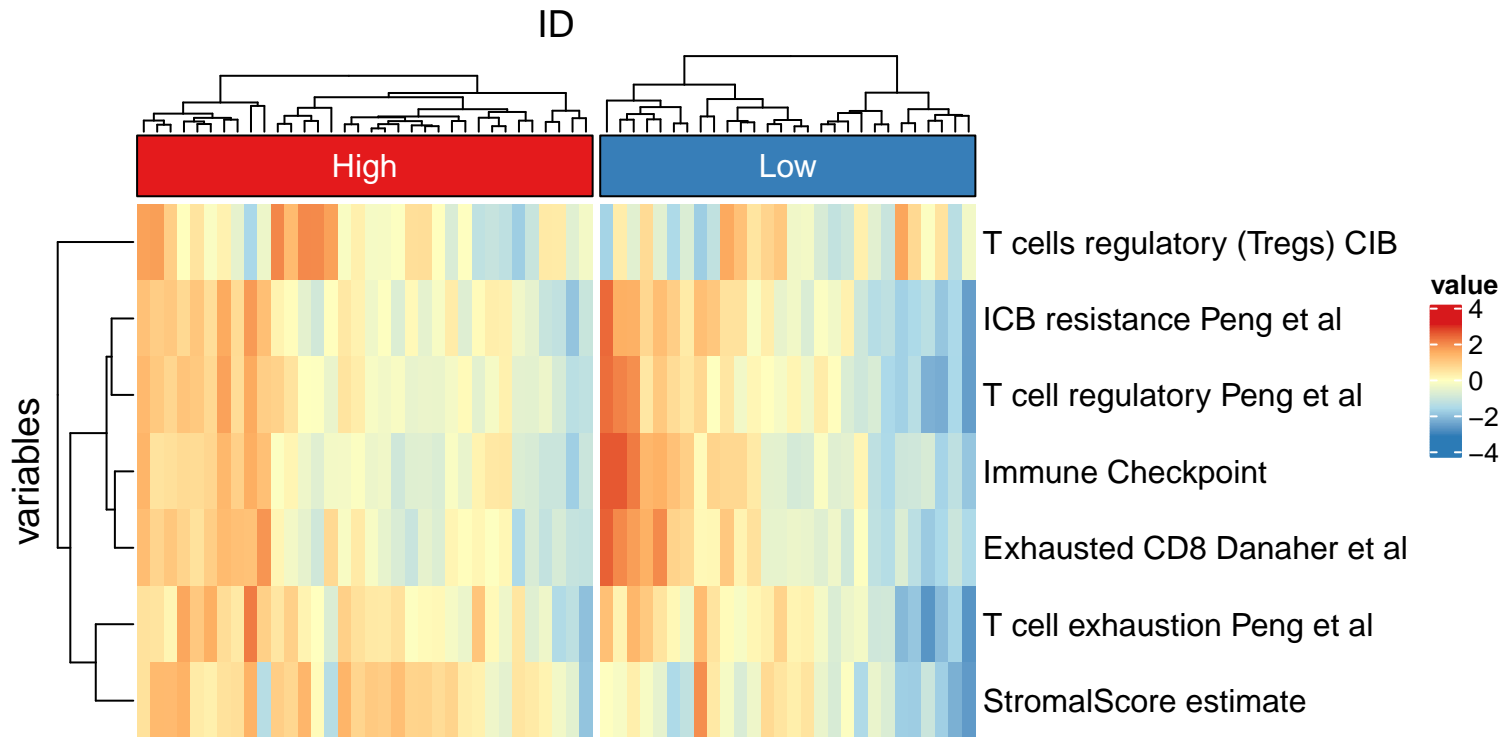 ID
High
Low
T cells regulatory (Tregs) CIB
ICB resistance Peng et al
T cell regulatory Peng et al
Immune Checkpoint
Exhausted CD8 Danaher et al
T cell exhaustion Peng et al
StromalScore estimate
variables
value
4
2
0
−2
−4